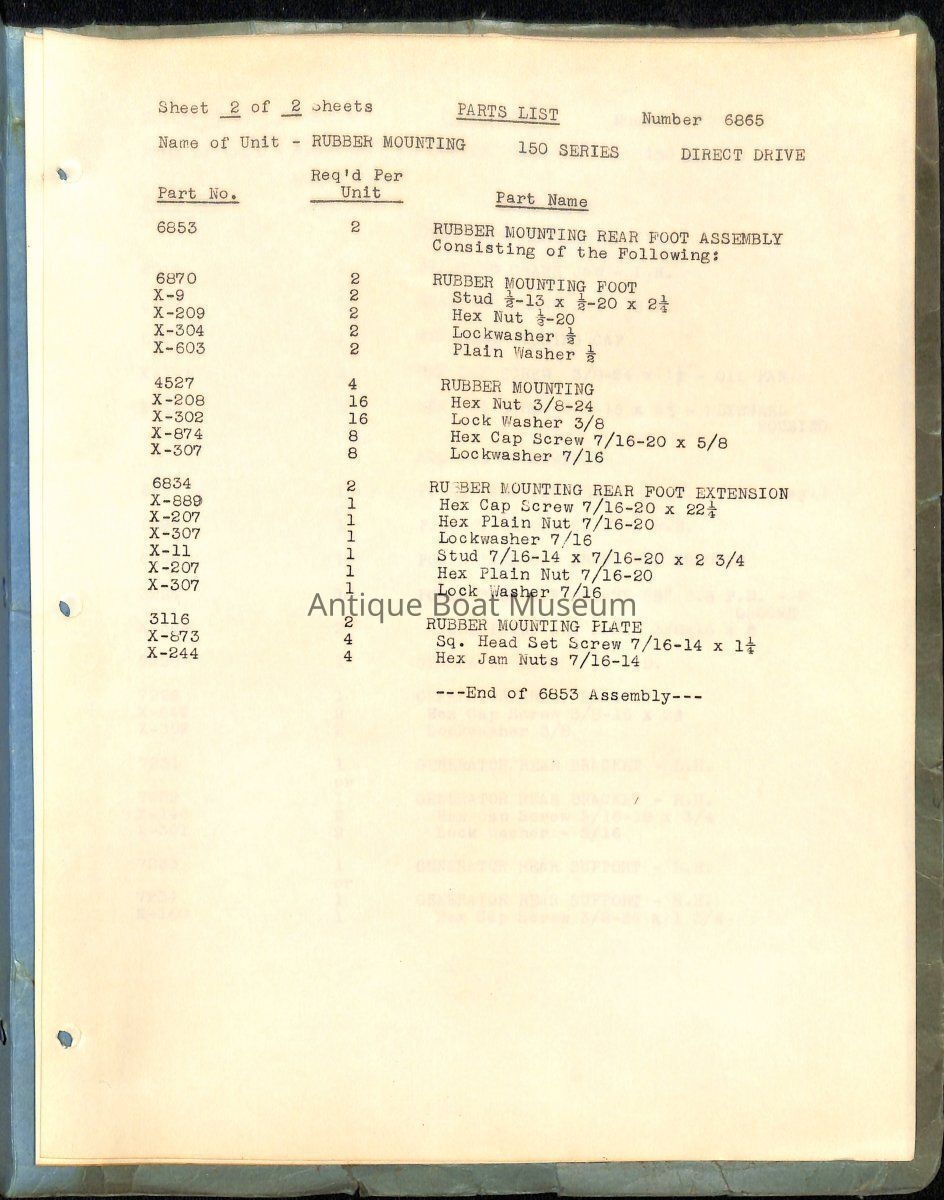 Sheet 2 of 2 Sheets PARTS LIST Number 6865
Name of Unit - RUBBER MOUNTING 150 SERIES DIRECT DRIVE
Part No. Req'd Per Unit Part Name
6853 2 RUBBER MOUNTING REAR FOOT ASSEMBLY
Consisting of the Following:
6870 2 RUBBER MOUNTING FOOT
X-9 2 Stud ½-13 x ½-20 x 2¼
X-209 2 Hex Nut ½-20
X-304 2 Lockwasher ½
X-603 2 Plain Washer ½
4527 4 RUBBER MOUNTING
X-208 16 Hex Nut 3/8-24
X-302 16 Lock Washer 3/8
X-874 8 Hex Cap Screw 7/16-20 x 5/8
X-307 8 Lockwasher 7/16
6834 2 RUBBER MOUNTING REAR FOOT EXTENSION
X-889 1 Hex Cap Screw 7/16-20 x 22¼
X-207 1 Hex Plain Nut 7/16-20
X-307 1 Lockwasher 7/16
X-11 1 Stud 7/16-14 x 7/16-20 x 2 3/4
X-207 1 Hex Plain Nut 7/16-20
X-307 1 Lock Washer 7/16
Antique Boat Museum
3116 2 RUBBER MOUNTING PLATE
X-873 4 Sq. Head Set Screw 7/16-14 x 1¼
X-244 4 Hex Jam Nuts 7/16-14
---End of 6853 Assembly---